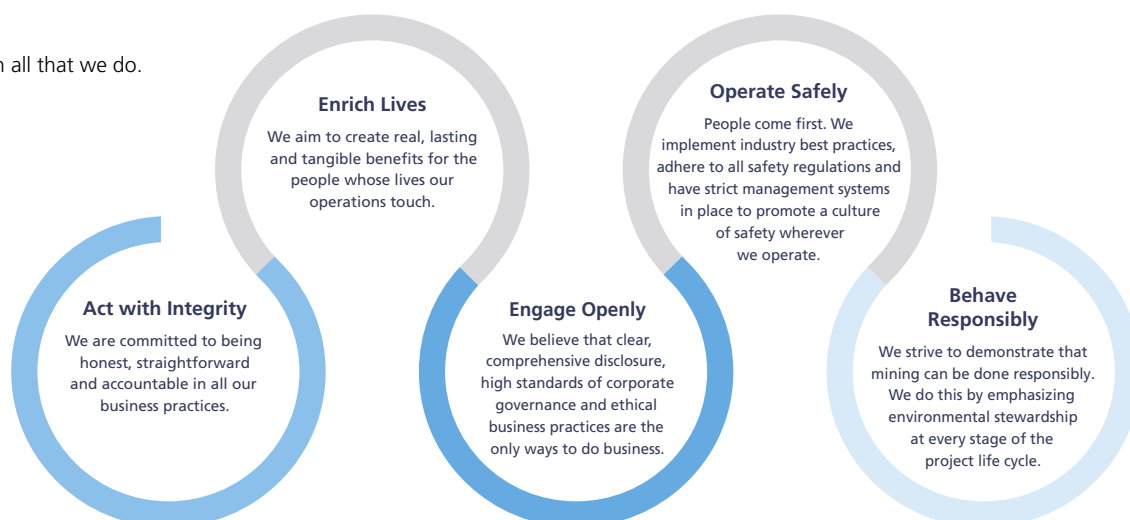 n all that we do.
Act with Integrity
We are committed to being
honest, straightforward
and accountable in all our
business practices.
Enrich Lives
We aim to create real, lasting
and tangible benefits for the
people whose lives our
operations touch.
Engage Openly
We believe that clear,
comprehensive disclosure,
high standards of corporate
governance and ethical
business practices are the
only ways to do business.
Operate Safely
People come first. We
implement industry best practices,
adhere to all safety regulations and
have strict management systems
in place to promote a culture
of safety wherever
we operate.
Behave
Responsibly
We strive to demonstrate that
mining can be done responsibly.
We do this by emphasizing
environmental stewardship
at every stage of the
project life cycle.